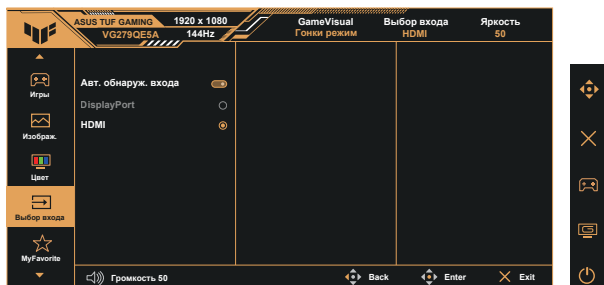 ASUS TUF GAMING 1920 x 1080 GameVisual Выбор входа Яркость
VG279QE5A 144Hz Гонки режим HDMI 50
Игры
Изображ.
Цвет
Выбор входа
MyFavorite
Авт. обнаруж. входа
DisplayPort
HDMI
Громкость 50 Back Enter Exit